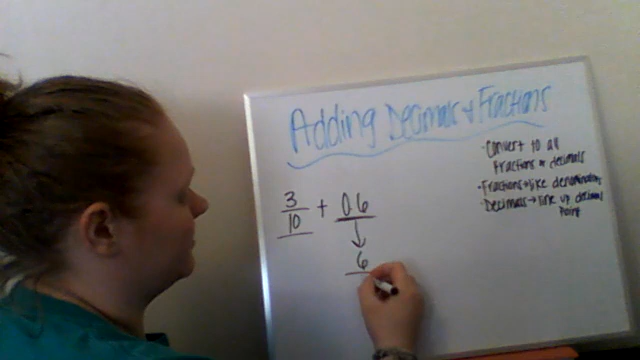 Adding Decimals & Fractions
• Convert to all
fractions or decimals
• Fractions → like denominators
• Decimals → line up decimal
point
3/10 + 0.6
↓
6